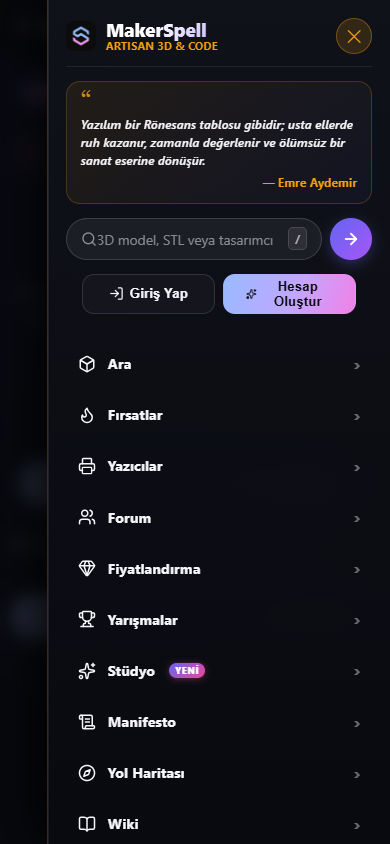 MakerSpell
ARTISAN 3D & CODE
“
Yazılım bir Rönesans tablosu gibidir; usta ellerde
ruh kazanır, zamanla değerlenir ve ölümsüz bir
sanat eserine dönüşür.
— Emre Aydemir
3D model, STL veya tasarımcı
/
Giriş Yap
Hesap
Oluştur
Ara
Fırsatlar
Yazıcılar
Forum
Fiyatlandırma
Yarışmalar
Stüdyo YENİ
Manifesto
Yol Haritası
Wiki